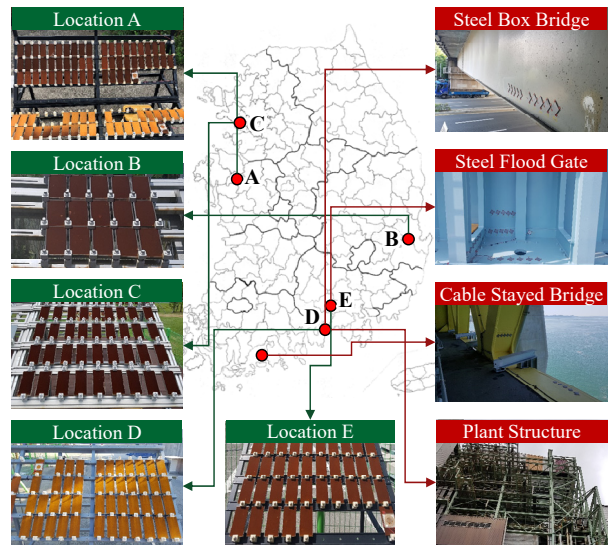 Location A
Location B
Location C
Location D
Location E
C
A
B
E
D
Steel Box Bridge
Steel Flood Gate
Cable Stayed Bridge
Plant Structure